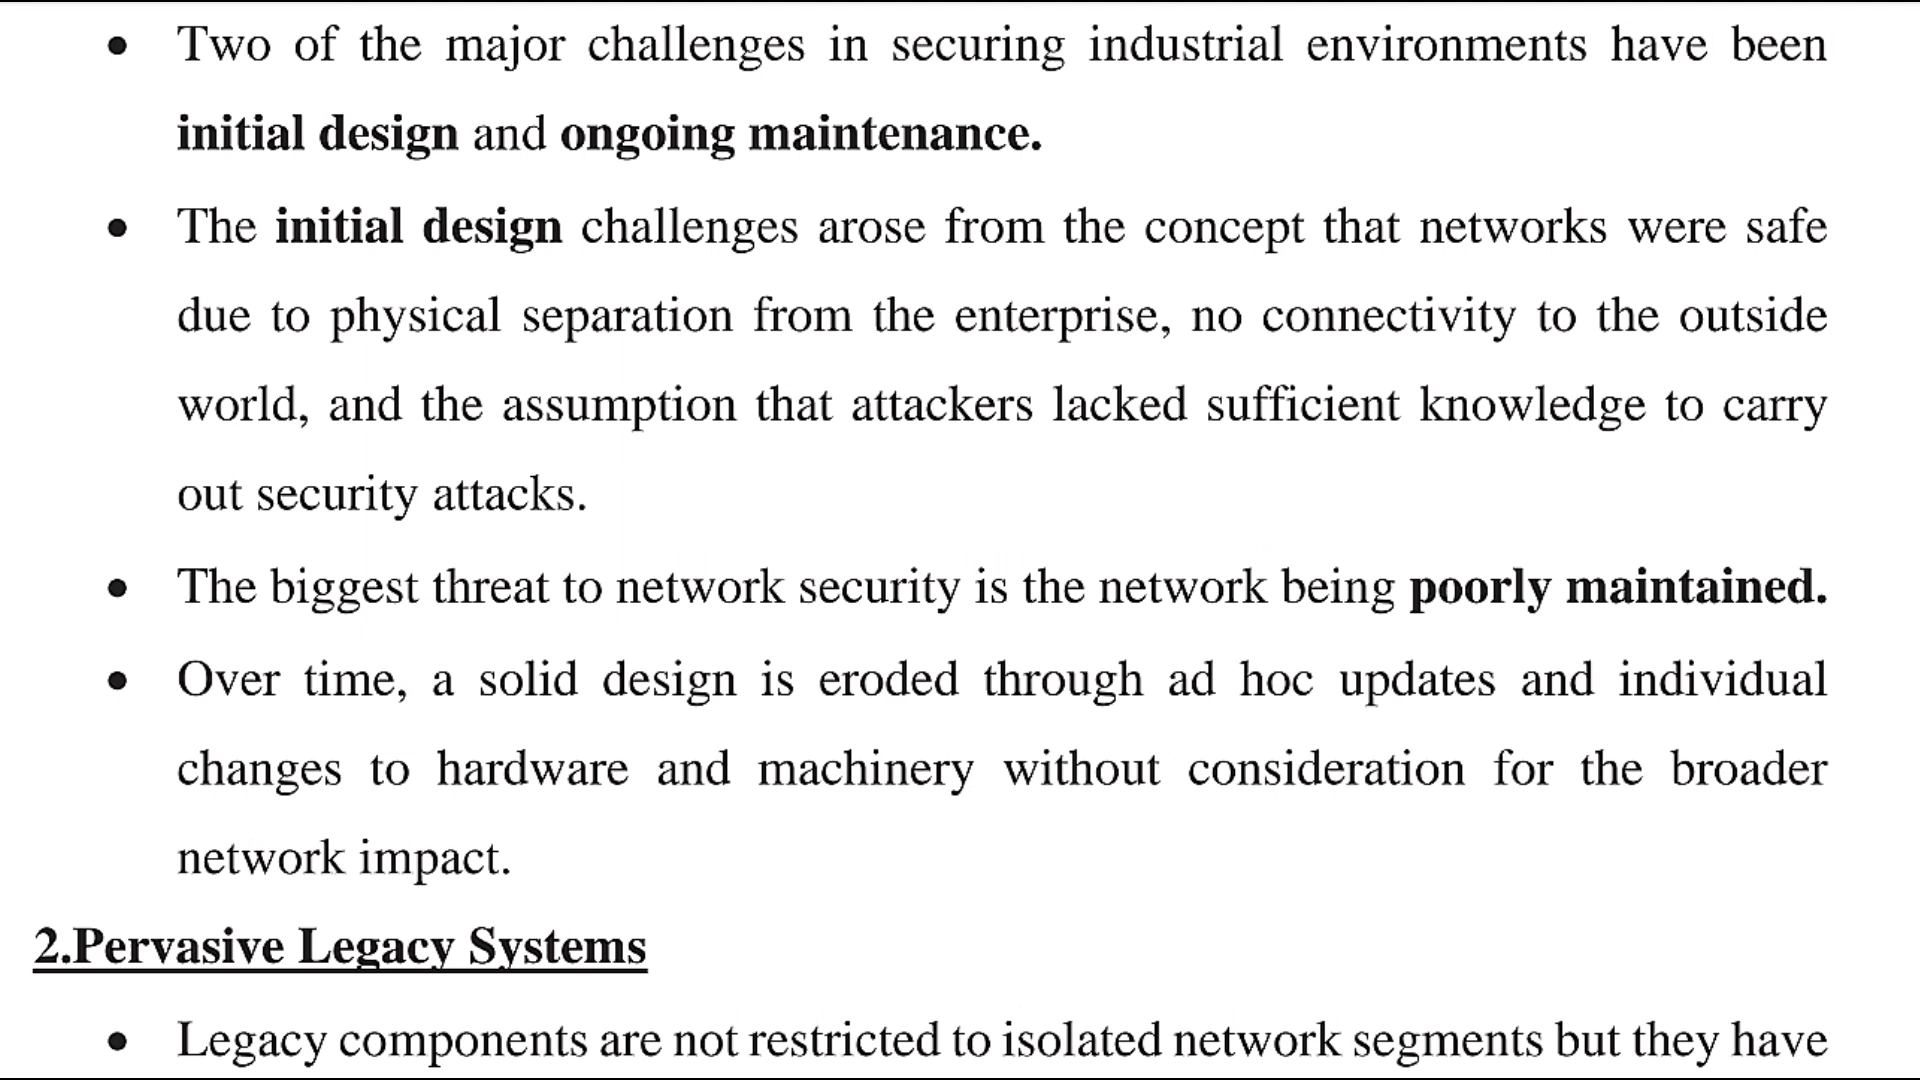 • Two of the major challenges in securing industrial environments have been
initial design and ongoing maintenance.
• The initial design challenges arose from the concept that networks were safe
due to physical separation from the enterprise, no connectivity to the outside
world, and the assumption that attackers lacked sufficient knowledge to carry
out security attacks.
• The biggest threat to network security is the network being poorly maintained.
• Over time, a solid design is eroded through ad hoc updates and individual
changes to hardware and machinery without consideration for the broader
network impact.
2.Pervasive Legacy Systems
• Legacy components are not restricted to isolated network segments but they have